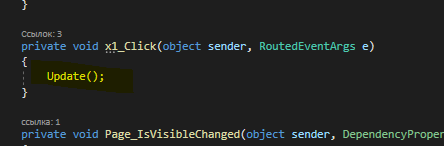 }
Ссылок: 3
private void x1_Click(object sender, RoutedEventArgs e)
{
Update();
}
ссылка: 1
private void Page_IsVisibleChanged(object sender, DependencyProper